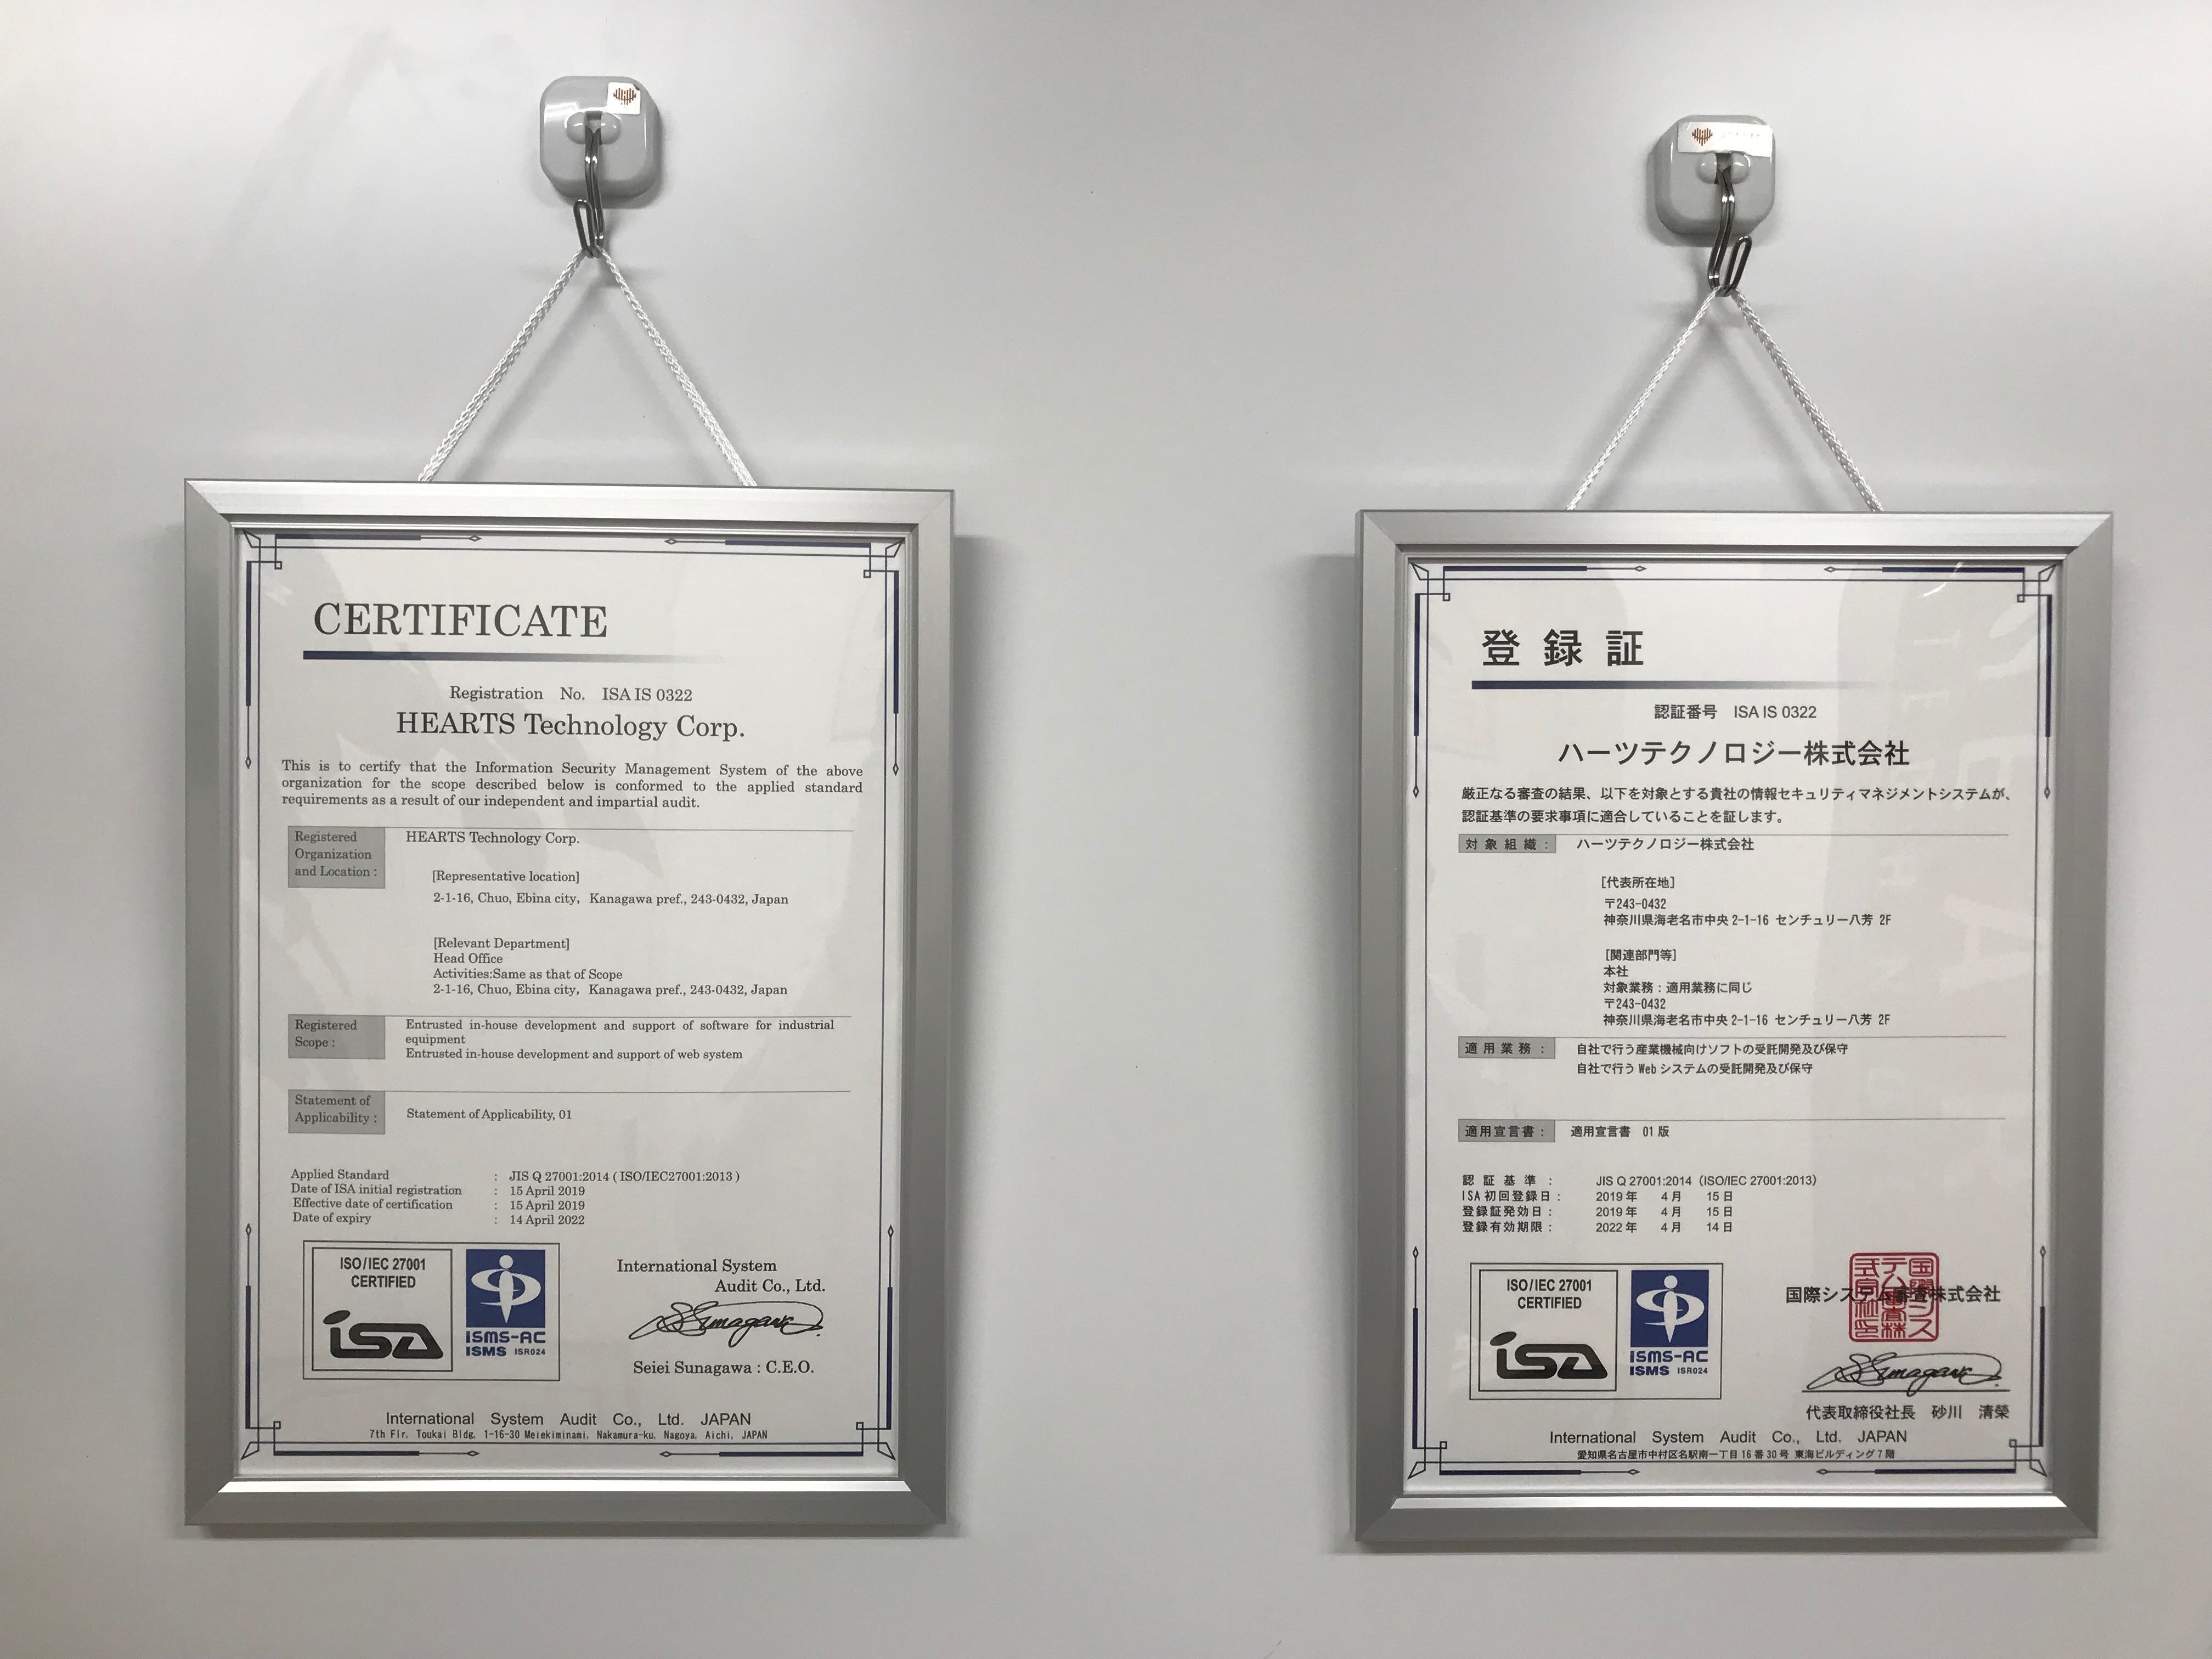 CERTIFICATE
Registration No. ISA IS 0322
HEARTS Technology Corp.
This is to certify that the Information Security Management System of the above
organization for the scope described below is conformed to the applied standard
requirements as a result of our independent and impartial audit.
Registered
Organization
and Location :
HEARTS Technology Corp.
[Representative location]
2-1-16, Chuo, Ebina city, Kanagawa pref., 243-0432, Japan
[Relevant Department]
Head Office
Activities:Same as that of Scope
2-1-16, Chuo, Ebina city, Kanagawa pref., 243-0432, Japan
Registered
Scope :
Entrusted in-house development and support of software for industrial
equipment
Entrusted in-house development and support of web system
Statement of
Applicability :
Statement of Applicability, 01
Applied Standard : JIS Q 27001:2014 ( ISO/IEC27001:2013 )
Date of ISA initial registration : 15 April 2019
Effective date of certification : 15 April 2019
Date of expiry : 14 April 2022
ISO/IEC 27001
CERTIFIED
isa
isms-AC
ISMS ISR024
International System
Audit Co., Ltd.
Seiei Sunagawa : C.E.O.
International System Audit Co., Ltd. JAPAN
7th Flr. Toukai Bldg. 1-16-30 Meiekiminami, Nakamura-ku, Nagoya, Aichi, JAPAN
登録証
認証番号 ISA IS 0322
ハーツテクノロジー株式会社
厳正なる審査の結果、以下を対象とする貴社の情報セキュリティマネジメントシステムが、
認証基準の要求事項に適合していることを証します。
対象組織: ハーツテクノロジー株式会社
[代表所在地]
〒243-0432
神奈川県海老名市中央2-1-16 センチュリー八芳 2F
[関連部門等]
本社
対象業務：適用業務に同じ
〒243-0432
神奈川県海老名市中央2-1-16 センチュリー八芳 2F
適用業務: 自社で行う産業機械向けソフトの受託開発及び保守
自社で行うWebシステムの受託開発及び保守
適用宣言書: 適用宣言書 01版
認証基準: JIS Q 27001:2014（ISO/IEC 27001:2013）
ISA初回登録日: 2019年 4月 15日
登録証発効日: 2019年 4月 15日
登録有効期限: 2022年 4月 14日
ISO/IEC 27001
CERTIFIED
isa
isms-AC
ISMS ISR024
国際システム審査株式会社
代表取締役社長 砂川 清榮
International System Audit Co., Ltd. JAPAN
愛知県名古屋市中村区名駅南一丁目16番30号 東海ビルディング7階